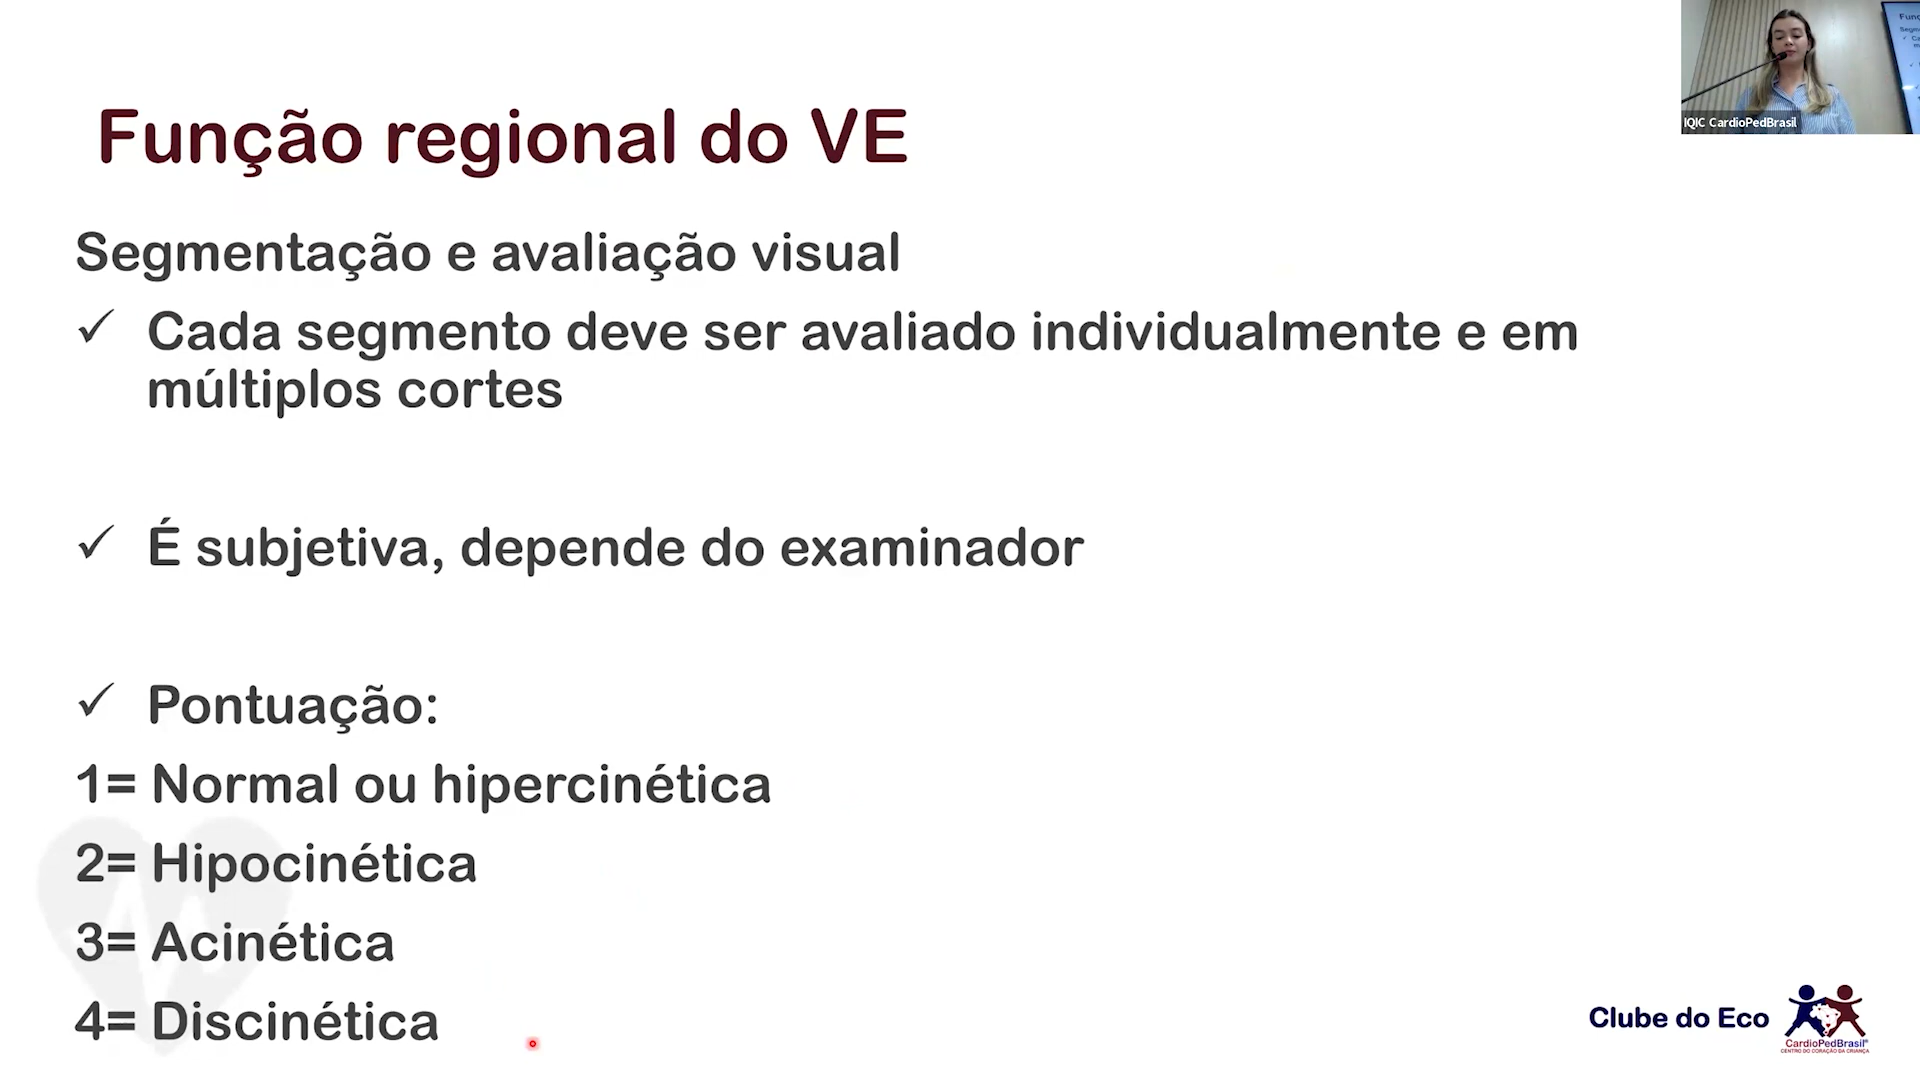 Função regional do VE
Segmentação e avaliação visual
✓ Cada segmento deve ser avaliado individualmente e em
múltiplos cortes
✓ É subjetiva, depende do examinador
✓ Pontuação:
1= Normal ou hipercinética
2= Hipocinética
3= Acinética
4= Discinética
IQIC CardioPedBrasil
Clube do Eco
CardioPedBrasil®
CENTRO DO CORAÇÃO DA CRIANÇA